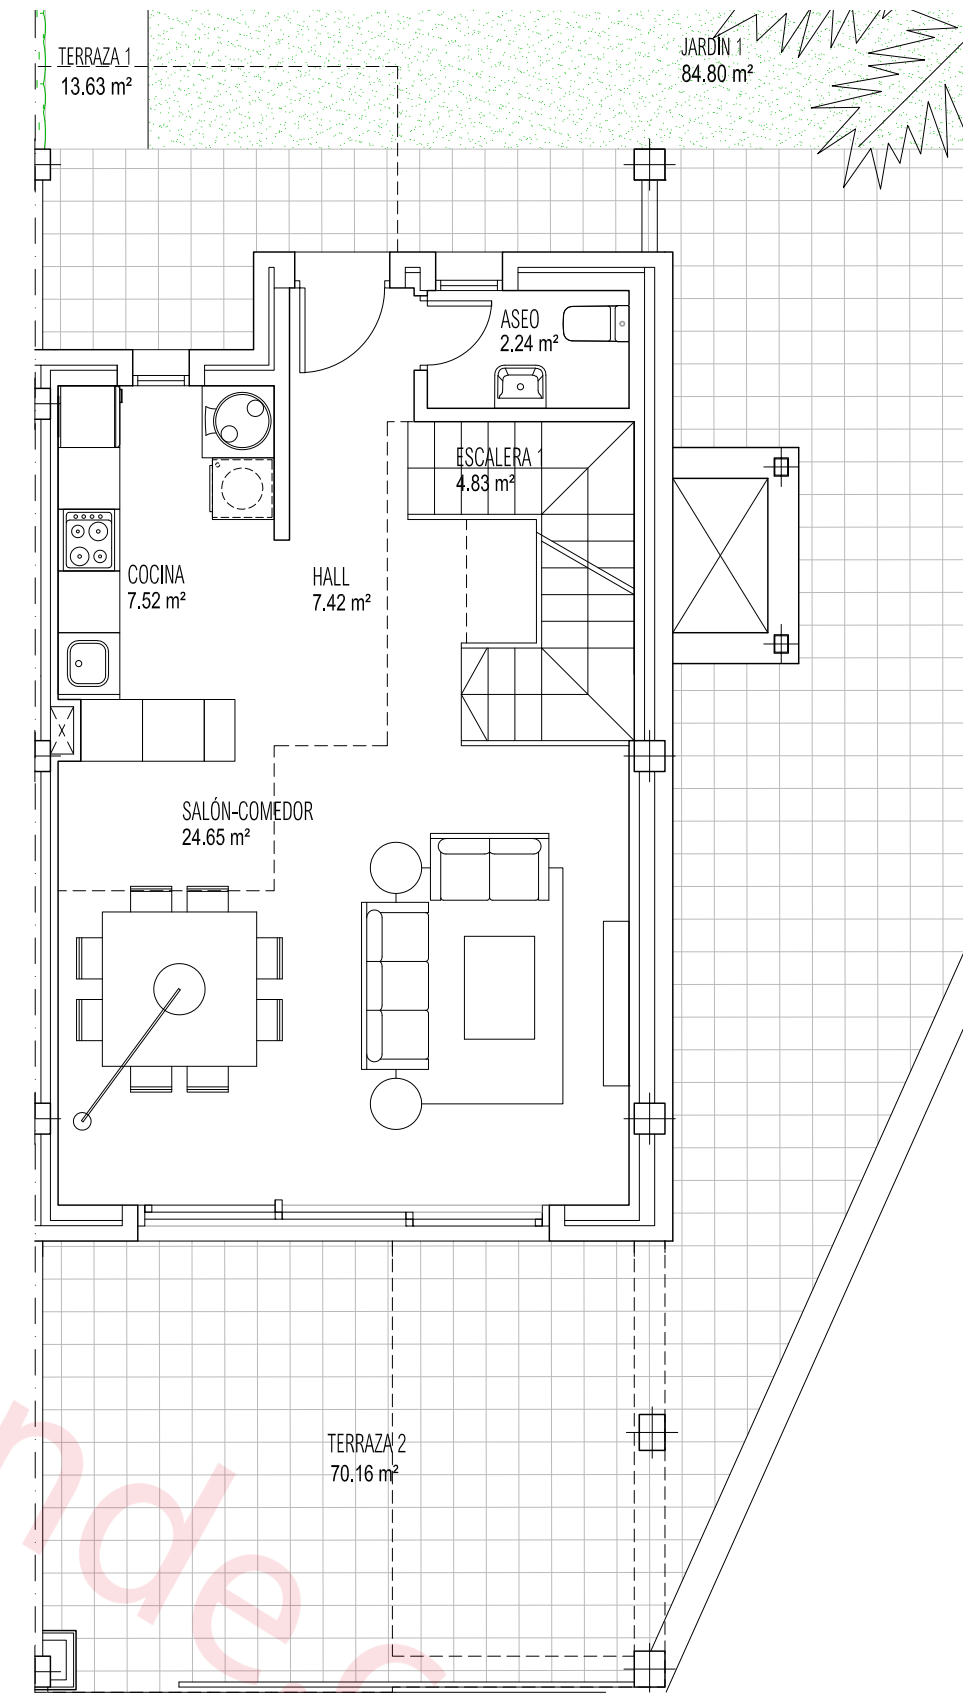 TERRAZA 1
13.63 m²
JARDÍN 1
84.80 m²
ASEO
2.24 m²
ESCALERA 1
4.83 m²
COCINA
7.52 m²
HALL
7.42 m²
SALÓN-COMEDOR
24.65 m²
TERRAZA 2
70.16 m²